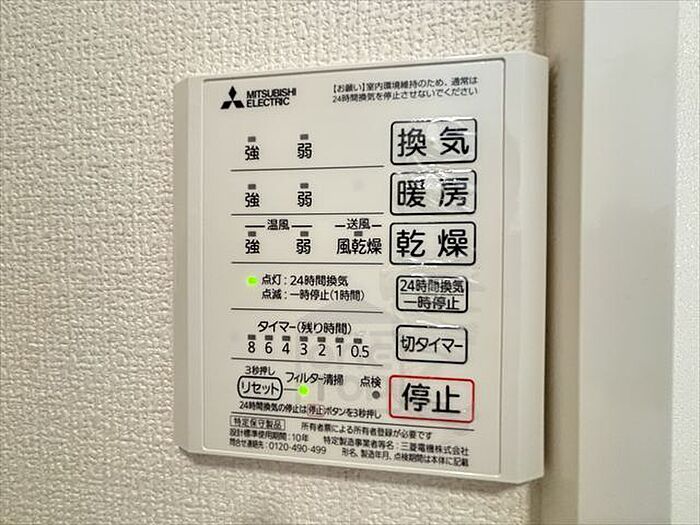 MITSUBISHI
ELECTRIC
【お願い】室内環境維持のため、通常は
24時間換気を停止させないでください
強 弱 換気
強 弱 暖房
温風 送風
強 弱 風乾燥 乾燥
点灯：24時間換気
点滅：一時停止(1時間)
24時間換気
一時停止
タイマー(残り時間)
8 6 4 3 2 1 0.5
切タイマー
3秒押し
リセット フィルター清掃 点検
停止
24時間換気の停止は停止ボタンを3秒押し
特定保守製品 所有者票による所有者登録が必要です
設計標準使用期間：10年 特定製造事業者等名：三菱電機株式会社
問合せ連絡先：0120-490-499 形名、製造年月、点検期間は本体に記載